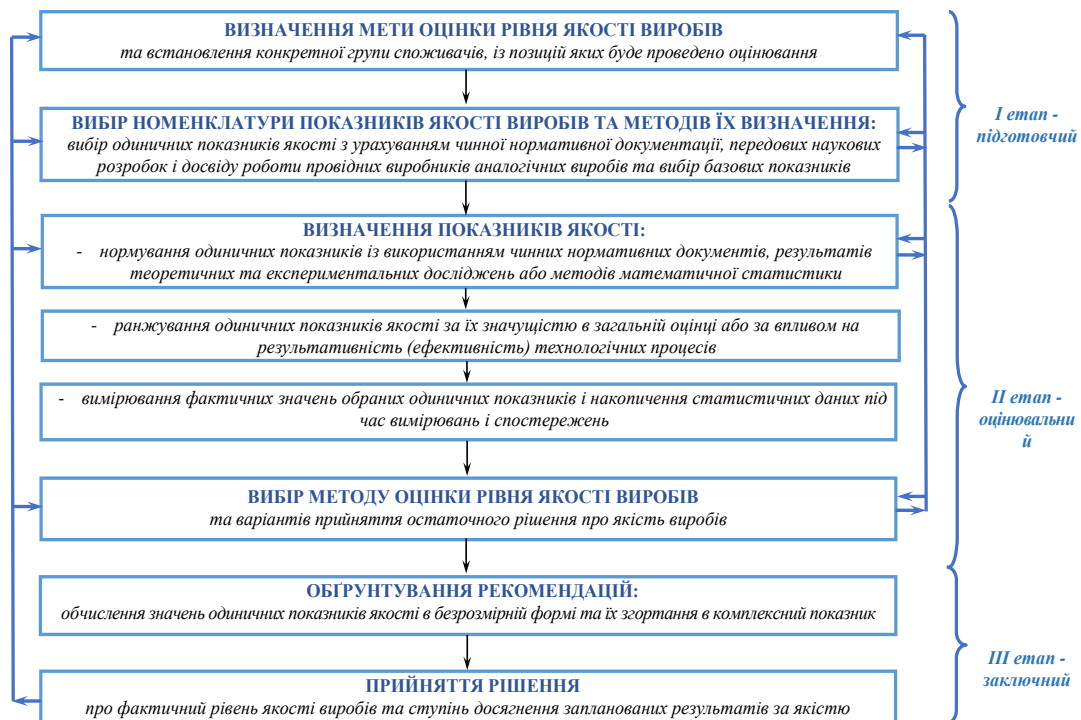 ВИЗНАЧЕННЯ МЕТИ ОЦІНКИ РІВНЯ ЯКОСТІ ВИРОБІВ
та встановлення конкретної групи споживачів, із позицій яких буде проведено оцінювання
ВИБІР НОМЕНКЛАТУРИ ПОКАЗНИКІВ ЯКОСТІ ВИРОБІВ ТА МЕТОДІВ ЇХ ВИЗНАЧЕННЯ:
вибір одиничних показників якості з урахуванням чинної нормативної документації, передових наукових
розробок і досвіду роботи провідних виробників аналогічних виробів та вибір базових показників
І етап -
підготовчий
ВИЗНАЧЕННЯ ПОКАЗНИКІВ ЯКОСТІ:
- нормування одиничних показників із використанням чинних нормативних документів, результатів
теоретичних та експериментальних досліджень або методів математичної статистики
- ранжування одиничних показників якості за їх значущістю в загальній оцінці або за впливом на
результативність (ефективність) технологічних процесів
- вимірювання фактичних значень обраних одиничних показників і накопичення статистичних даних під
час вимірювань і спостережень
ВИБІР МЕТОДУ ОЦІНКИ РІВНЯ ЯКОСТІ ВИРОБІВ
та варіантів прийняття остаточного рішення про якість виробів
ІІ етап -
оцінювальни
й
ОБҐРУНТУВАННЯ РЕКОМЕНДАЦІЙ:
обчислення значень одиничних показників якості в безрозмірній формі та їх згортання в комплексний показник
ПРИЙНЯТТЯ РІШЕННЯ
про фактичний рівень якості виробів та ступінь досягнення запланованих результатів за якістю
ІІІ етап -
заключний